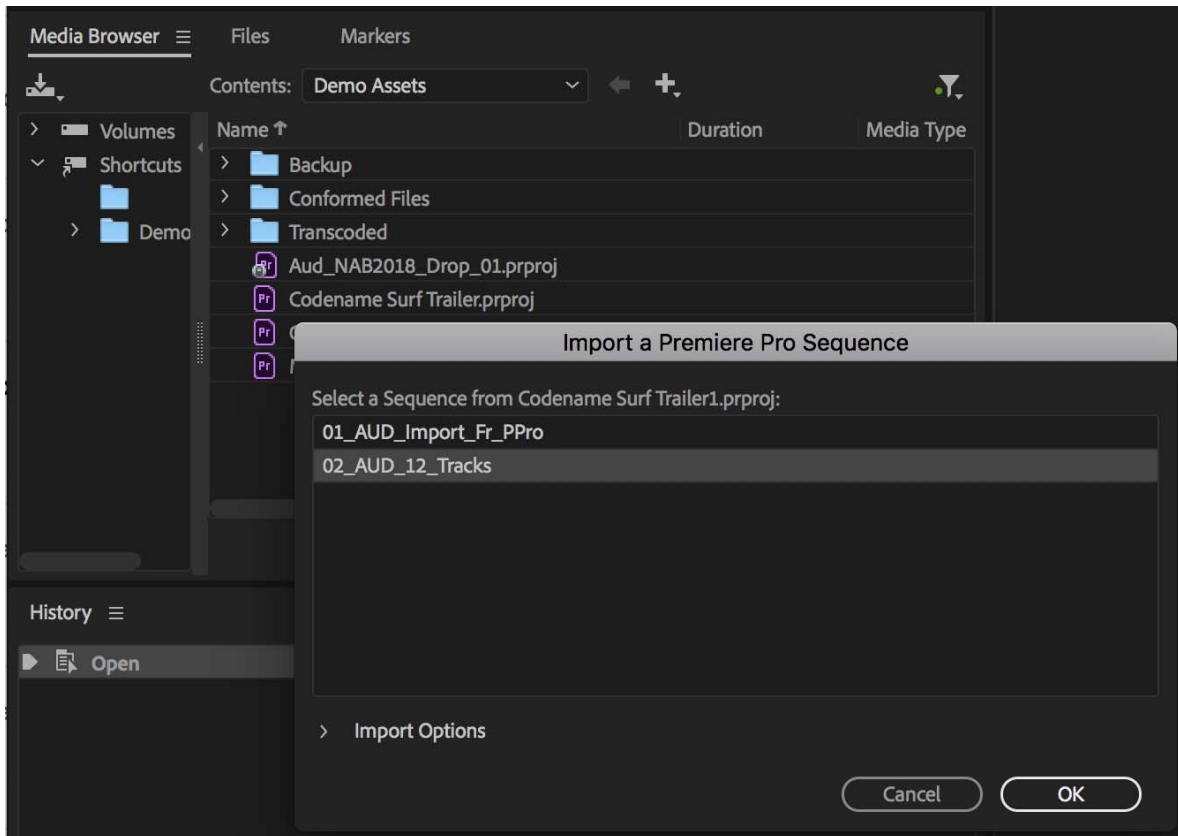 Media Browser Files Markers
Contents: Demo Assets
Volumes
Shortcuts
Demo
Name Duration Media Type
Backup
Conformed Files
Transcoded
Aud_NAB2018_Drop_01.prproj
Codename Surf Trailer.prproj
Import a Premiere Pro Sequence
Select a Sequence from Codename Surf Trailer1.prproj:
01_AUD_Import_Fr_PPro
02_AUD_12_Tracks
Import Options
Cancel OK
History
Open